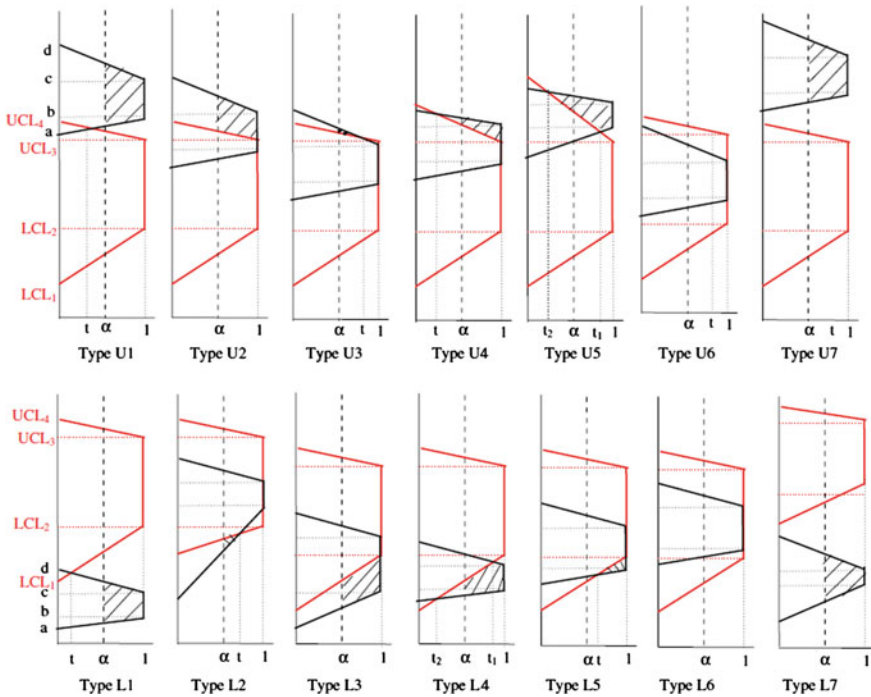 d
c
b
UCL4
a
UCL3
LCL2
LCL1
t α 1 α 1 α t 1 t α 1 t2 α t1 1 α t 1 t α 1
Type U1 Type U2 Type U3 Type U4 Type U5 Type U6 Type U7
UCL4
UCL3
LCL2
d
LCL1
c
b
a
t α 1 α t 1 α 1 t2 α t1 1 α t 1 α 1 α 1
Type L1 Type L2 Type L3 Type L4 Type L5 Type L6 Type L7